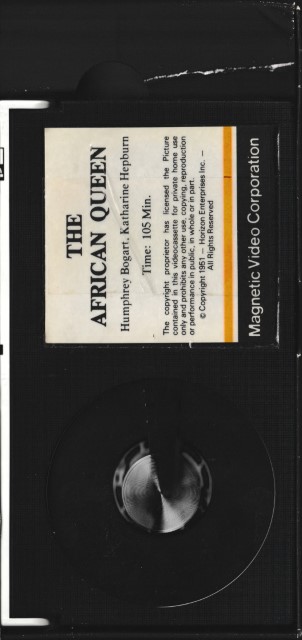 THE
AFRICAN QUEEN
Humphrey Bogart, Katharine Hepburn
Time: 105 Min.
The copyright proprietor has licensed the Picture
contained in this videocassette for private home use
only and prohibits any other use, copying, reproduction
or performance in public, in whole or in part.
© Copyright 1951 — Horizon Enterprises Inc. —
All Rights Reserved
Magnetic Video Corporation